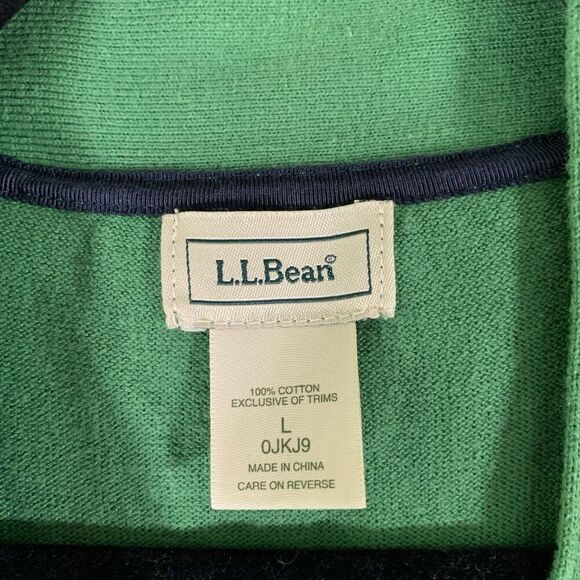 L.L.Bean®
100% COTTON
EXCLUSIVE OF TRIMS
L
0JKJ9
MADE IN CHINA
CARE ON REVERSE